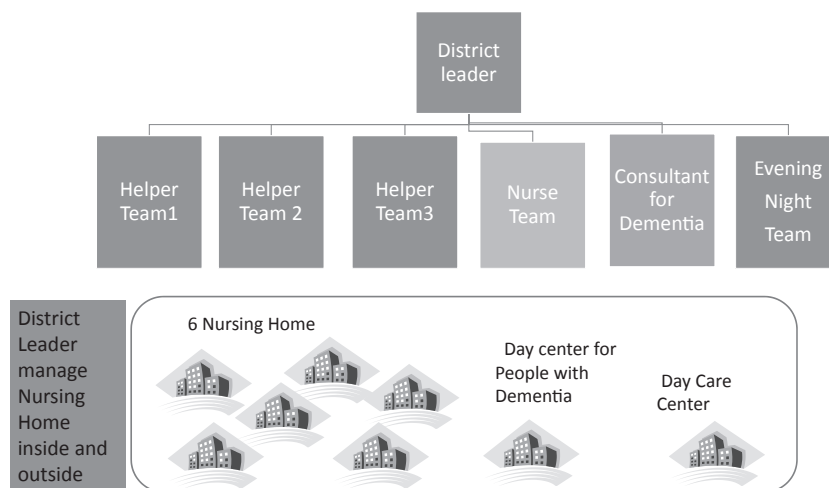 District
leader
Helper
Team1
Helper
Team 2
Helper
Team3
Nurse
Team
Consultant
for
Dementia
Evening
Night
Team
District
Leader
manage
Nursing
Home
inside and
outside
6 Nursing Home
Day center for
People with
Dementia
Day Care
Center